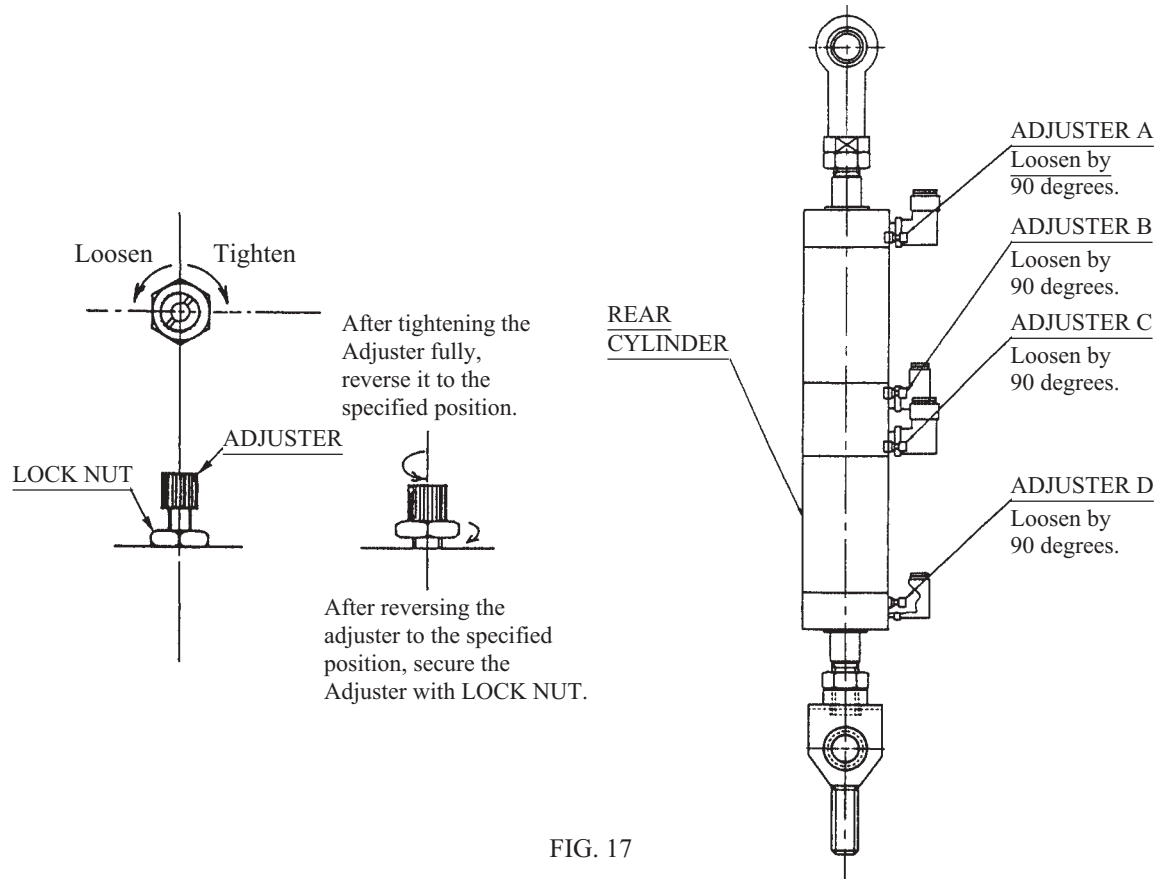 Loosen Tighten
LOCK NUT
ADJUSTER
After tightening the
Adjuster fully,
reverse it to the
specified position.
After reversing the
adjuster to the specified
position, secure the
Adjuster with LOCK NUT.
REAR
CYLINDER
ADJUSTER A
Loosen by
90 degrees.
ADJUSTER B
Loosen by
90 degrees.
ADJUSTER C
Loosen by
90 degrees.
ADJUSTER D
Loosen by
90 degrees.
FIG. 17